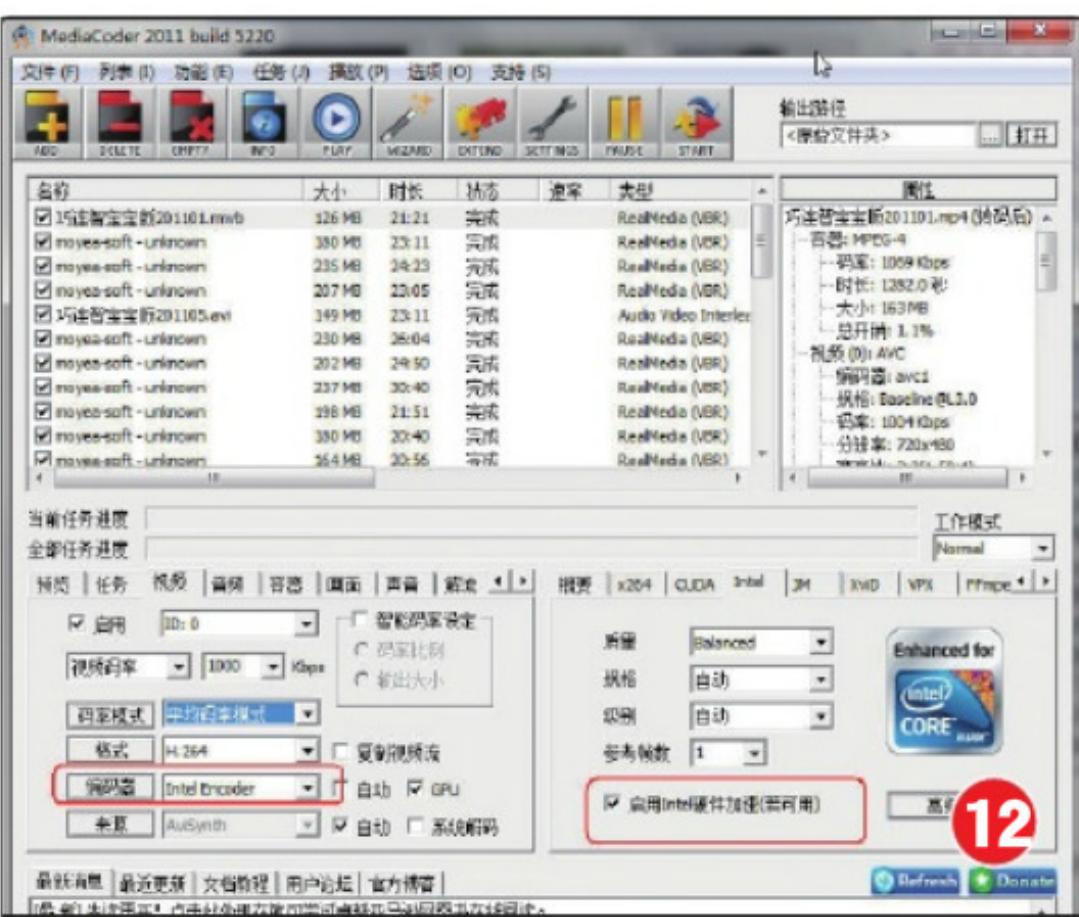 MediaCoder 2011 build 5220
文件 (F) 列表 (I) 功能 (E) 任务 (J) 播放 (P) 选项 (O) 支持 (S)
输出路径
<原始文件夹> ... 打开
ADD DELETE EMPTY INFO PLAY WIZARD EXTEND SETTINGS PAUSE START
名称 大小 时长 状态 速率 类型
巧连智宝宝版201101.rmvb 126 MB 21:21 完成 RealMedia (VBR)
moyea-soft - unknown 180 MB 23:11 完成 RealMedia (VBR)
moyea-soft - unknown 235 MB 24:23 完成 RealMedia (VBR)
moyea-soft - unknown 207 MB 23:05 完成 RealMedia (VBR)
巧连智宝宝版201105.avi 149 MB 23:11 完成 Audio Video Interlea
moyea-soft - unknown 230 MB 26:04 完成 RealMedia (VBR)
moyea-soft - unknown 202 MB 24:50 完成 RealMedia (VBR)
moyea-soft - unknown 237 MB 30:40 完成 RealMedia (VBR)
moyea-soft - unknown 198 MB 21:51 完成 RealMedia (VBR)
moyea-soft - unknown 180 MB 20:40 完成 RealMedia (VBR)
moyea-soft - unknown 164 MB 20:56 完成 RealMedia (VBR)
属性
巧连智宝宝版201101.mp4 (转码后)
容器: MPEG-4
码率: 1069 Kbps
时长: 1282.0 秒
大小: 163 MB
总开销: 1.1%
视频 (0): AVC
编码器: avc1
规格: Baseline@L3.0
码率: 1004 Kbps
分辨率: 720x480
当前任务进度
全部任务进度
工作模式
Normal
预览 任务 视频 音频 容器 画面 声音
启用 ID: 0 智能码率设定
码率比例
视频码率 1000 Kbps
输出大小
码率模式 平均码率模式
格式 H.264 复制视频流
编码器 Intel Encoder 自动 GPU
来源 AviSynth 自动 系统解码
概要 x264 CUDA Intel JM XviD VPX FFmpe
质量 Balanced
规格 自动
级别 自动
参考帧数 1
启用Intel硬件加速(若可用)
Enhanced for
intel
CORE
12
最新消息 最近更新 文档教程 用户论坛 官方博客
Refresh Donate